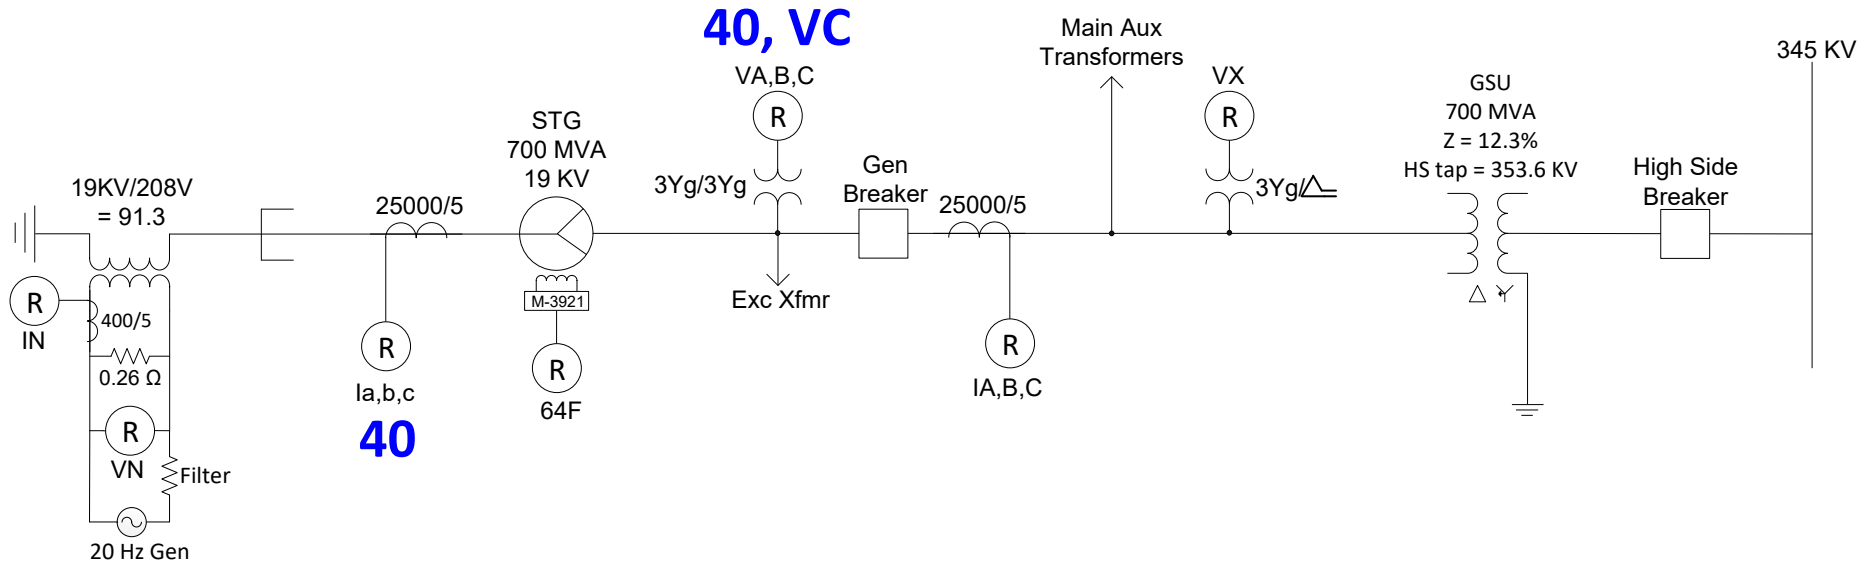 40, VC
VA,B,C
R
3Yg/3Yg
Main Aux
Transformers
VX
R
3Yg/
345 KV
GSU
700 MVA
Z = 12.3%
HS tap = 353.6 KV
High Side
Breaker
STG
700 MVA
19 KV
Gen
Breaker
19KV/208V
= 91.3
25000/5
25000/5
R
IN
400/5
0.26 Ω
R
VN
Filter
20 Hz Gen
R
Ia,b,c
40
M-3921
R
64F
Exc Xfmr
R
IA,B,C